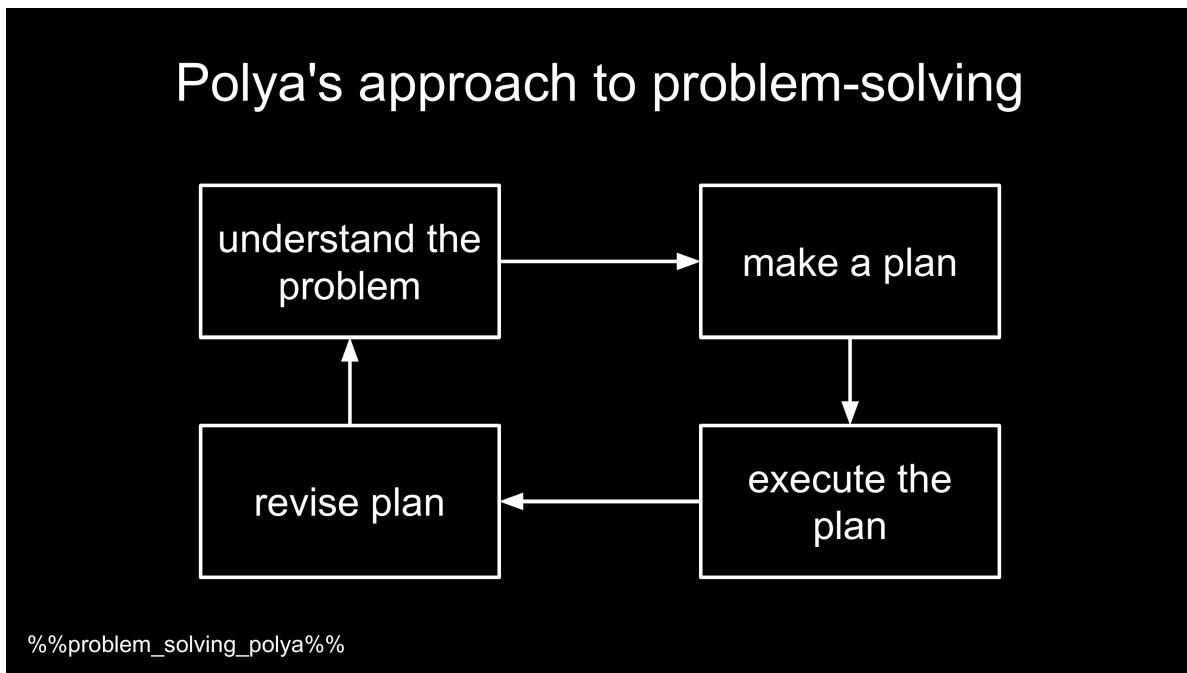 Polya's approach to problem-solving
understand the
problem
make a plan
revise plan
execute the
plan
%%problem_solving_polya%%